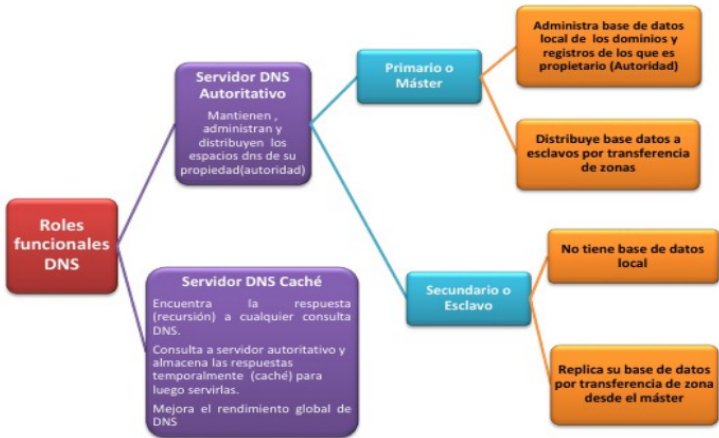 Roles
funcionales
DNS
Servidor DNS
Autoritativo
Mantienen ,
administran y
distribuyen los
espacios dns de su
propiedad(autoridad)
Servidor DNS Caché
Encuentra la respuesta
(recursión) a cualquier consulta
DNS.
Consulta a servidor autoritativo y
almacena las respuestas
temporalmente (caché) para
luego servirlas.
Mejora el rendimiento global de
DNS
Primario o
Máster
Administra base de datos
local de los dominios y
registros de los que es
propietario (Autoridad)
Distribuye base datos a
esclavos por transferencia
de zonas
Secundario o
Esclavo
No tiene base de datos
local
Replica su base de datos
por transferencia de zona
desde el máster